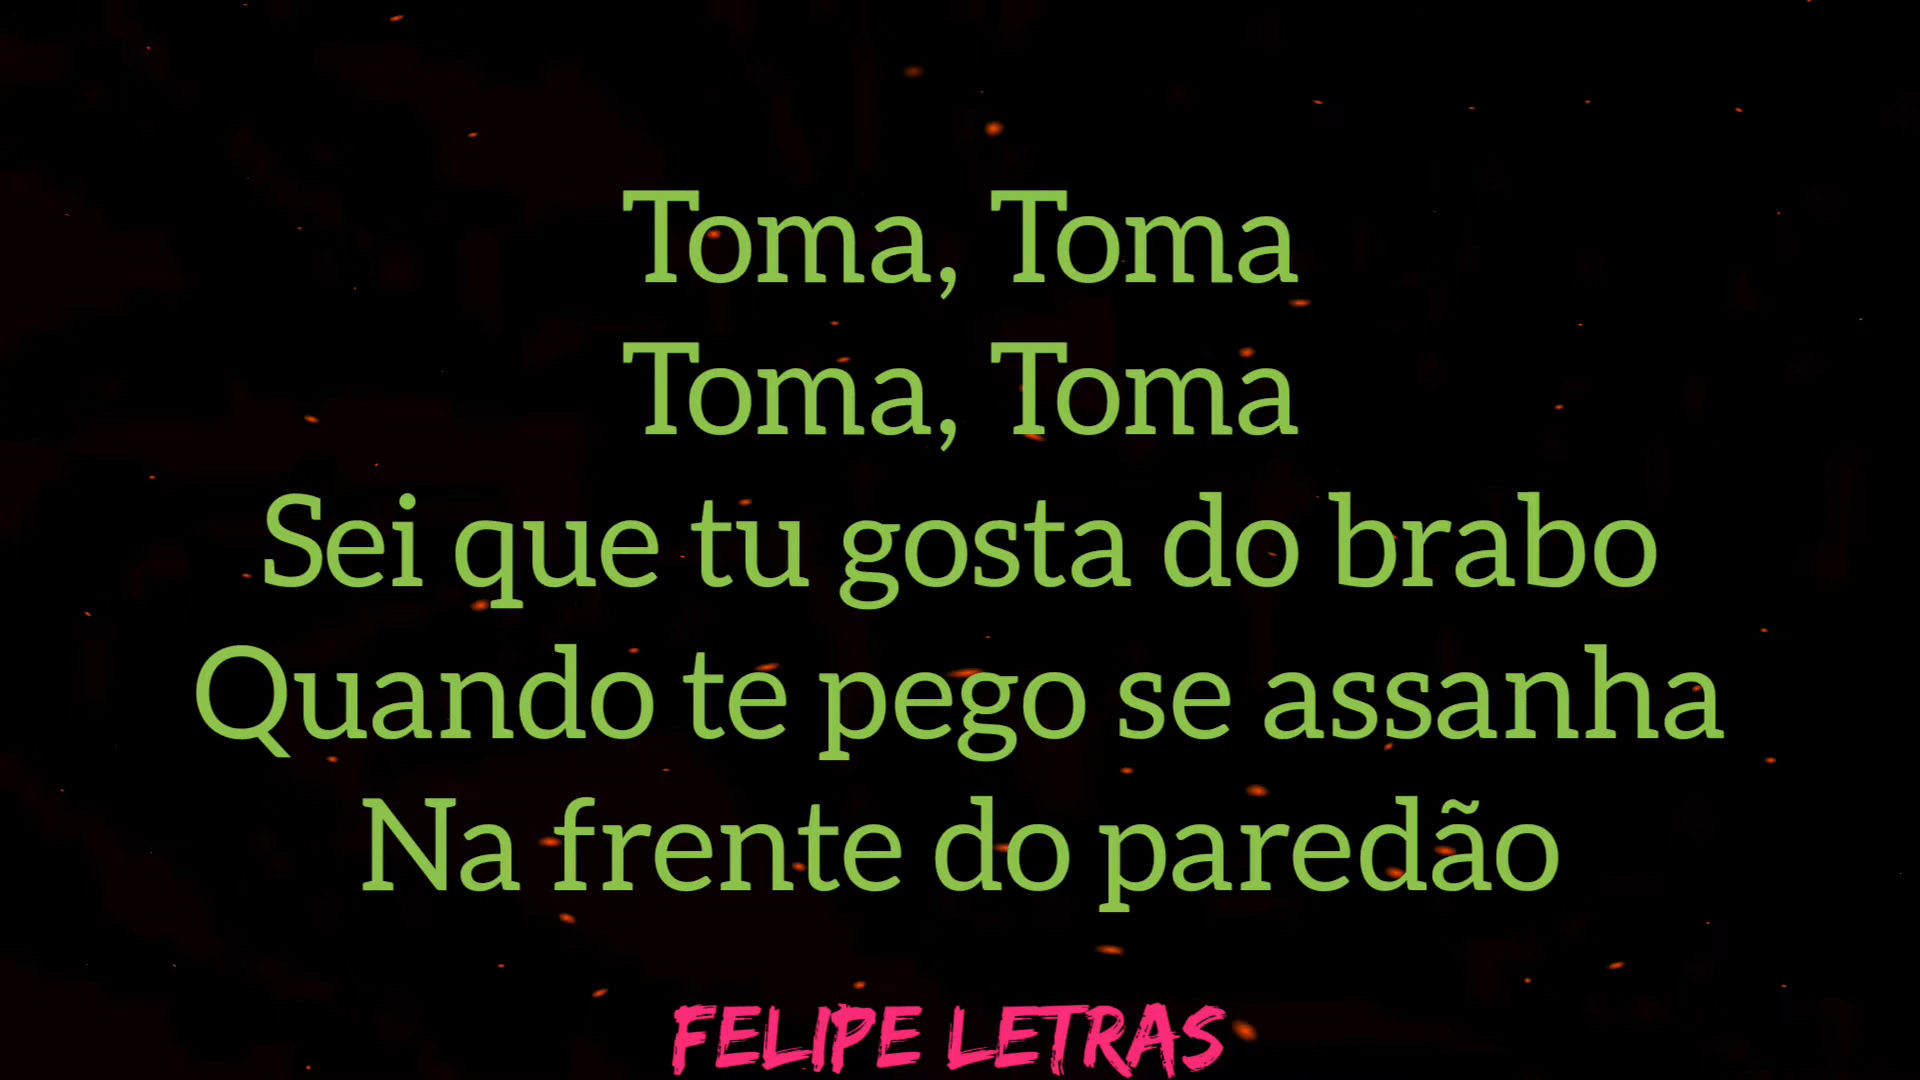 Toma, Toma
Toma, Toma
Sei que tu gosta do brabo
Quando te pego se assanha
Na frente do paredão
FELIPE LETRAS